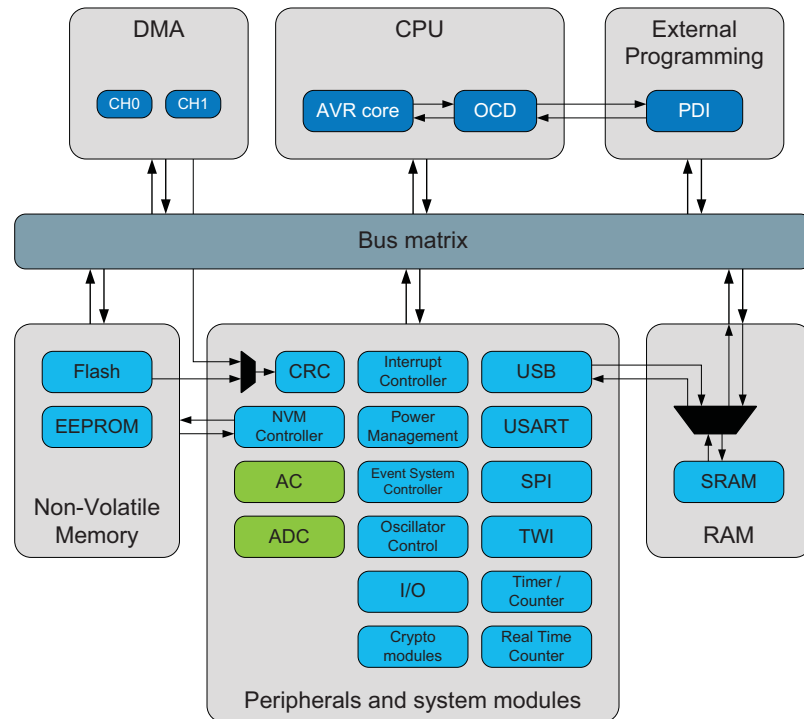 DMA
CH0
CH1
CPU
AVR core
OCD
External
Programming
PDI
Bus matrix
Flash
EEPROM
Non-Volatile
Memory
CRC
Interrupt
Controller
USB
NVM
Controller
Power
Management
USART
AC
Event System
Controller
SPI
ADC
Oscillator
Control
TWI
I/O
Timer /
Counter
Crypto
modules
Real Time
Counter
Peripherals and system modules
SRAM
RAM